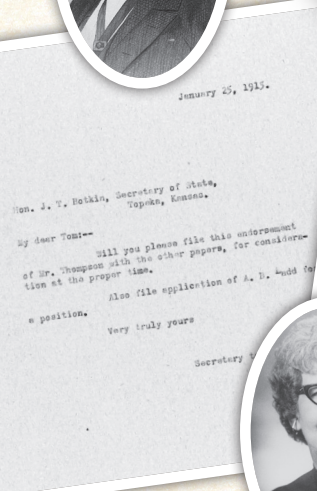 January 25, 1915.
Hon. J. T. Botkin, Secretary of State,
Topeka, Kansas.
My dear Tom:--
Will you please file this endorsement
of Mr. Thompson with the other papers, for considera-
tion at the proper time.
Also file application of A. B. Ladd fo
a position.
Very truly yours
Secretary t